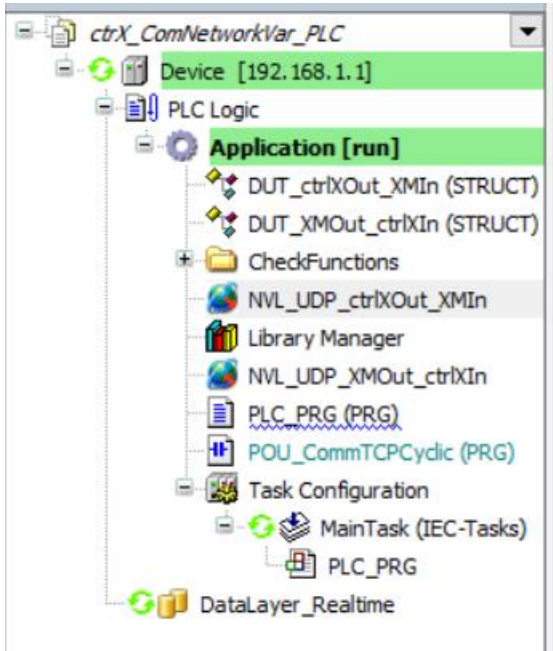 ctrX_ComNetworkVar_PLC
Device [192.168.1.1]
PLC Logic
Application [run]
DUT_ctrlXOut_XMIn (STRUCT)
DUT_XMOut_ctrlXIn (STRUCT)
CheckFunctions
NVL_UDP_ctrlXOut_XMIn
Library Manager
NVL_UDP_XMOut_ctrlXIn
PLC_PRG (PRG)
POU_CommTCPCyclic (PRG)
Task Configuration
MainTask (IEC-Tasks)
PLC_PRG
DataLayer_Realtime